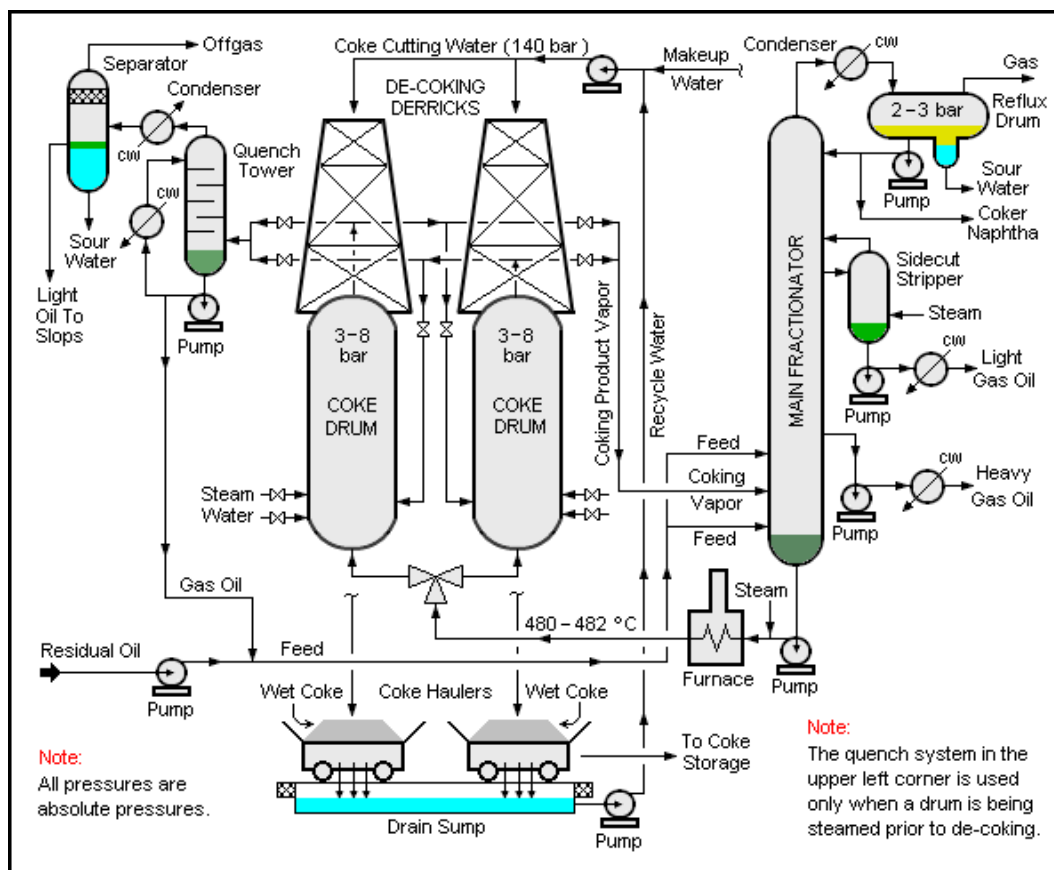 Offgas
Separator
Condenser
CW
Quench
Tower
CW
Sour
Water
Light
Oil To
Slops
Pump
Coke Cutting Water (140 bar)
DE-COKING
DERRICKS
Makeup
Water
Condenser
CW
Gas
2–3 bar
Reflux
Drum
Pump
Sour
Water
Coker
Naphtha
Sidecut
Stripper
Steam
CW
Light
Gas Oil
Pump
MAIN FRACTIONATOR
CW
Heavy
Gas Oil
Pump
3–8
bar
COKE
DRUM
3–8
bar
COKE
DRUM
Coking Product Vapor
Recycle Water
Steam
Water
Feed
Coking
Vapor
Feed
Gas Oil
480–482 °C
Steam
Furnace
Pump
Residual Oil
Pump
Feed
Wet Coke
Coke Haulers
Wet Coke
To Coke
Storage
Drain Sump
Pump
Note:
All pressures are
absolute pressures.
Note:
The quench system in the
upper left corner is used
only when a drum is being
steamed prior to de-coking.